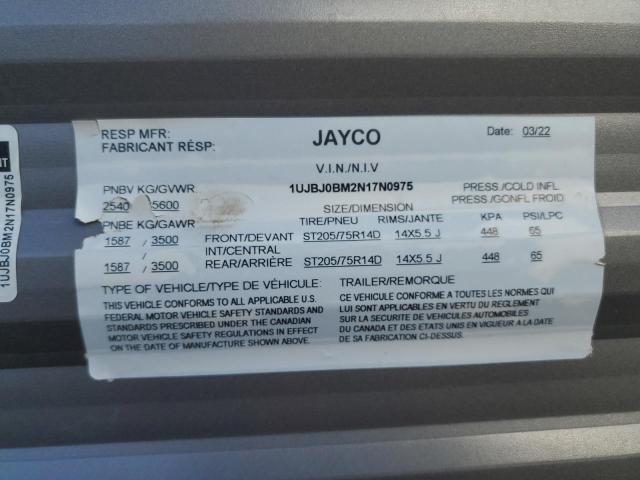 RESP MFR: JAYCO Date: 03/22
FABRICANT RÉSP:
V.I.N./N.I.V
PNBV KG/GVWR 1UJBJ0BM2N17N0975 PRESS/COLD INFL
2540 5600 SIZE/DIMENSION PRESS/GONFL FROID
PNBE KG/GAWR TIRE/PNEU RIMS/JANTE KPA PSI/LPC
1587 / 3500 FRONT/DEVANT ST205/75R14D 14X5.5 J 448 65
INT/CENTRAL
1587 / 3500 REAR/ARRIÈRE ST205/75R14D 14X5.5 J 448 65
TYPE OF VEHICLE/TYPE DE VÉHICULE: TRAILER/REMORQUE
THIS VEHICLE CONFORMS TO ALL APPLICABLE U.S.
FEDERAL MOTOR VEHICLE SAFETY STANDARDS AND
STANDARDS PRESCRIBED UNDER THE CANADIAN
MOTOR VEHICLE SAFETY REGULATIONS IN EFFECT
ON THE DATE OF MANUFACTURE SHOWN ABOVE.
CE VÉHICULE CONFORME A TOUTES LES NORMES QUI
LUI SONT APPLICABLES EN VERTU DU REGLEMENT
SUR LA SECURITE DE VEHICULES AUTOMOBILES
DU CANADA ET DES ETATS UNIS EN VIGUEUR A LA DATE
DE SA FABRICATION CI-DESSUS.
1UJBJ0BM2N17N0975